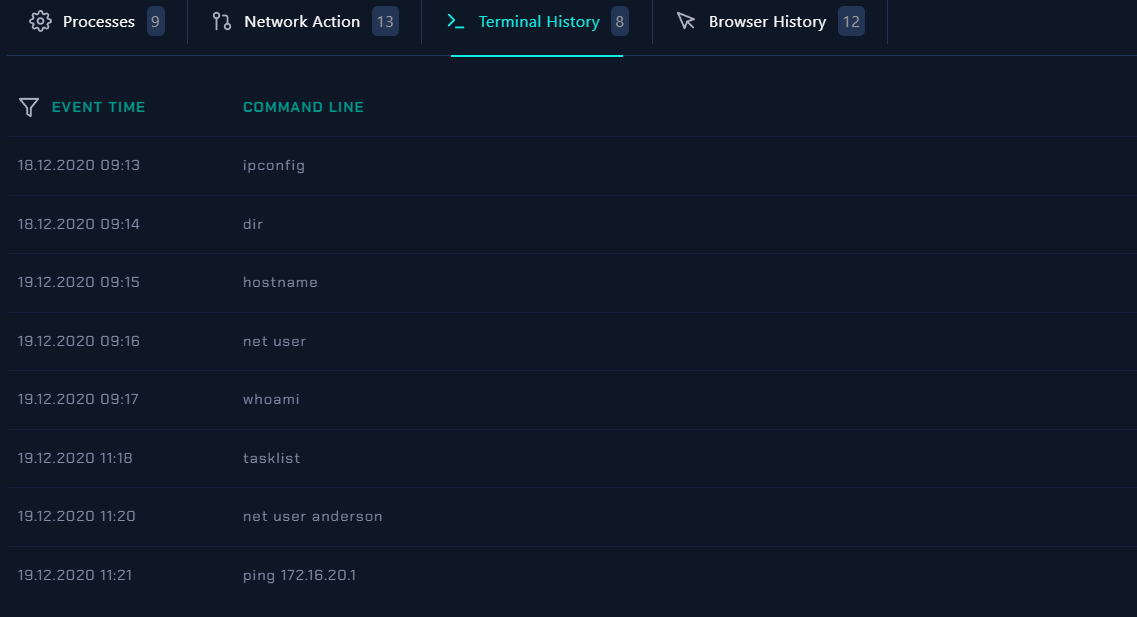 Processes 9 Network Action 13 Terminal History 8 Browser History 12
EVENT TIME COMMAND LINE
18.12.2020 09:13 ipconfig
18.12.2020 09:14 dir
19.12.2020 09:15 hostname
19.12.2020 09:16 net user
19.12.2020 09:17 whoami
19.12.2020 11:18 tasklist
19.12.2020 11:20 net user anderson
19.12.2020 11:21 ping 172.16.20.1